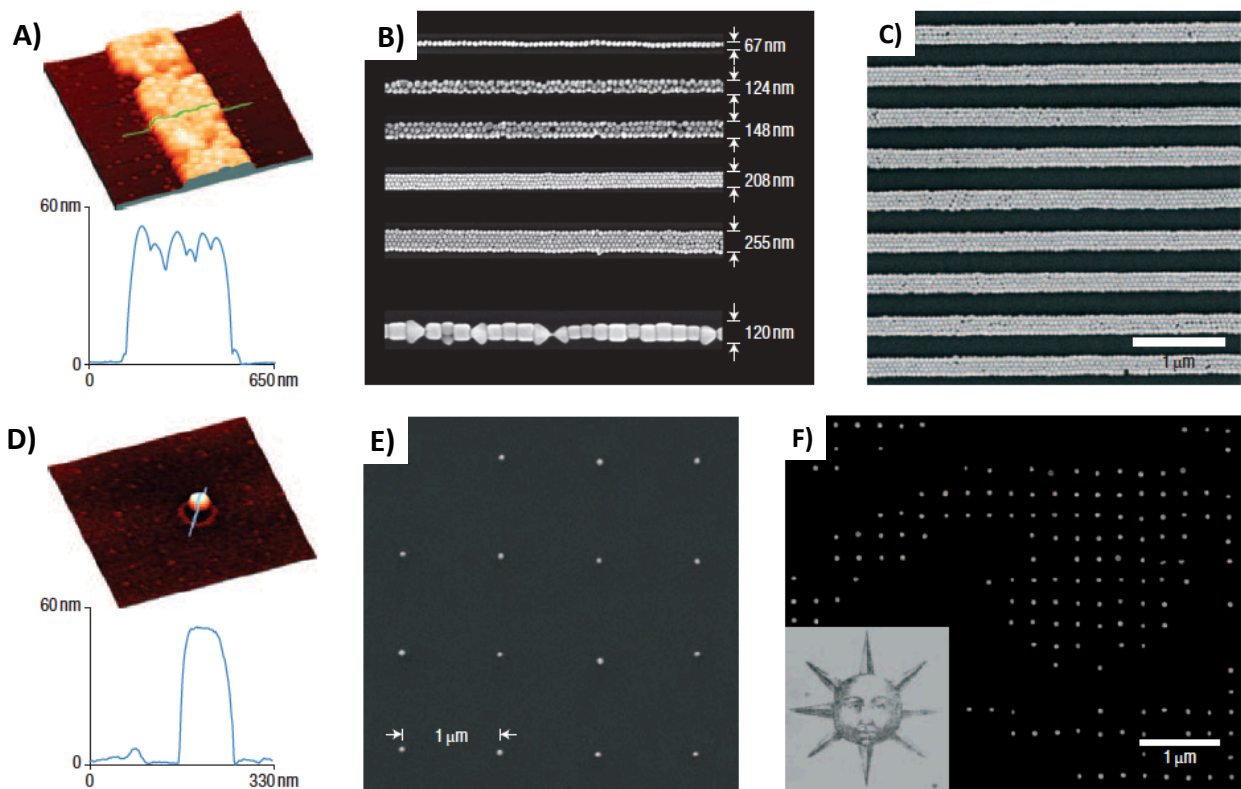 A)
60 nm
0
0
650 nm
B)
67 nm
124 nm
148 nm
208 nm
255 nm
120 nm
C)
1 μm
D)
60 nm
0
0
330 nm
E)
1 μm
F)
1 μm